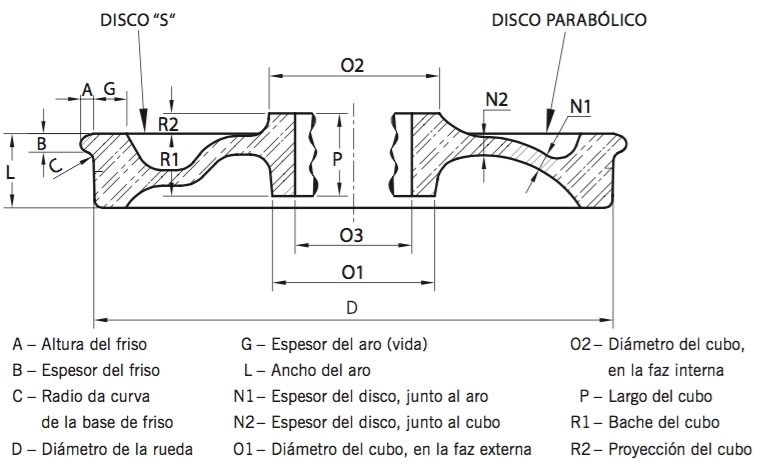 DISCO "S"
DISCO PARABÓLICO
O2
A
G
N2
N1
R2
B
P
R1
L
C
O3
O1
D
A – Altura del friso
B – Espesor del friso
C – Radio da curva
de la base de friso
D – Diámetro de la rueda
G – Espesor del aro (vida)
L – Ancho del aro
N1– Espesor del disco, junto al aro
N2– Espesor del disco, junto al cubo
O1– Diámetro del cubo, en la faz externa
O2– Diámetro del cubo,
en la faz interna
P – Largo del cubo
R1– Bache del cubo
R2– Proyección del cubo